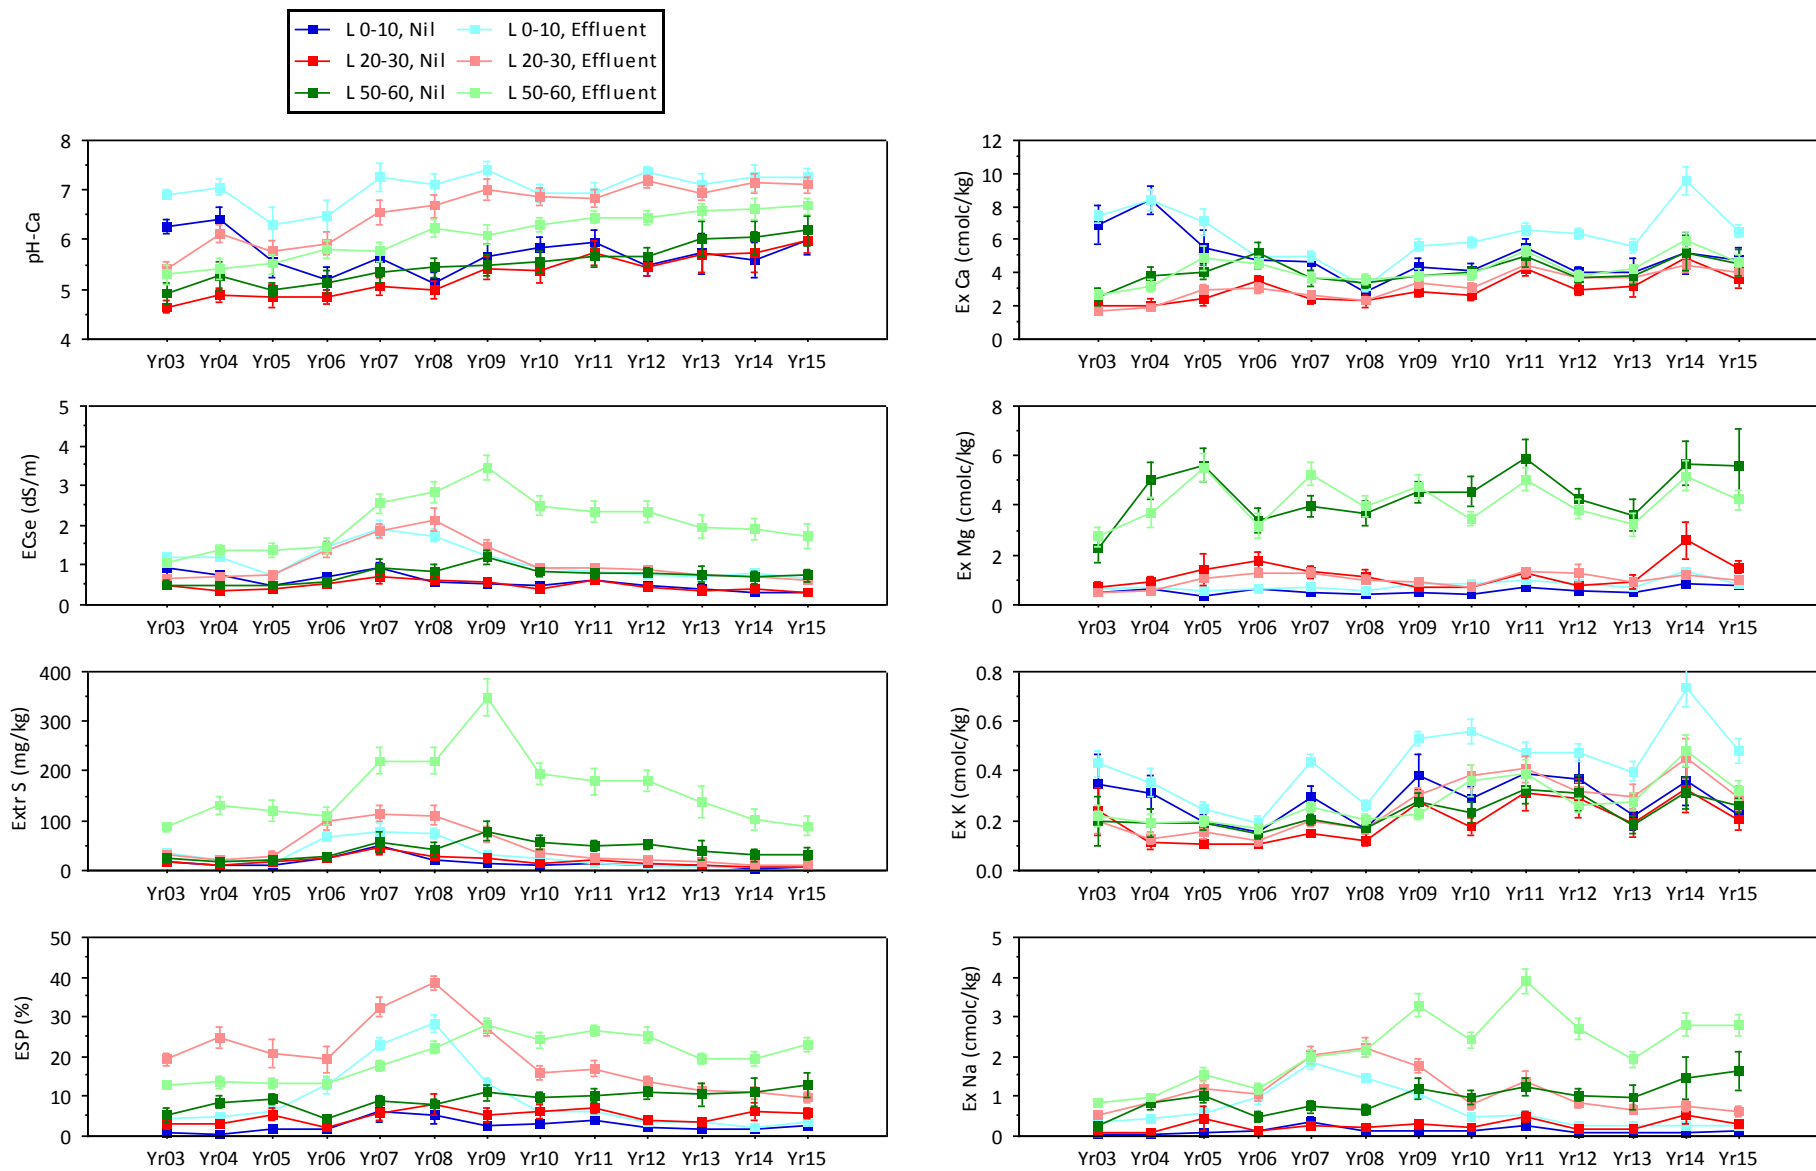 L 0-10, Nil L 0-10, Effluent
L 20-30, Nil L 20-30, Effluent
L 50-60, Nil L 50-60, Effluent
pH-Ca
8
7
6
5
4
Yr03 Yr04 Yr05 Yr06 Yr07 Yr08 Yr09 Yr10 Yr11 Yr12 Yr13 Yr14 Yr15
Ex Ca (cmolc/kg)
12
10
8
6
4
2
0
Yr03 Yr04 Yr05 Yr06 Yr07 Yr08 Yr09 Yr10 Yr11 Yr12 Yr13 Yr14 Yr15
ECse (dS/m)
5
4
3
2
1
0
Yr03 Yr04 Yr05 Yr06 Yr07 Yr08 Yr09 Yr10 Yr11 Yr12 Yr13 Yr14 Yr15
Ex Mg (cmolc/kg)
8
6
4
2
0
Yr03 Yr04 Yr05 Yr06 Yr07 Yr08 Yr09 Yr10 Yr11 Yr12 Yr13 Yr14 Yr15
Extr S (mg/kg)
400
300
200
100
0
Yr03 Yr04 Yr05 Yr06 Yr07 Yr08 Yr09 Yr10 Yr11 Yr12 Yr13 Yr14 Yr15
Ex K (cmolc/kg)
0.8
0.6
0.4
0.2
0.0
Yr03 Yr04 Yr05 Yr06 Yr07 Yr08 Yr09 Yr10 Yr11 Yr12 Yr13 Yr14 Yr15
ESP (%)
50
40
30
20
10
0
Yr03 Yr04 Yr05 Yr06 Yr07 Yr08 Yr09 Yr10 Yr11 Yr12 Yr13 Yr14 Yr15
Ex Na (cmolc/kg)
5
4
3
2
1
0
Yr03 Yr04 Yr05 Yr06 Yr07 Yr08 Yr09 Yr10 Yr11 Yr12 Yr13 Yr14 Yr15